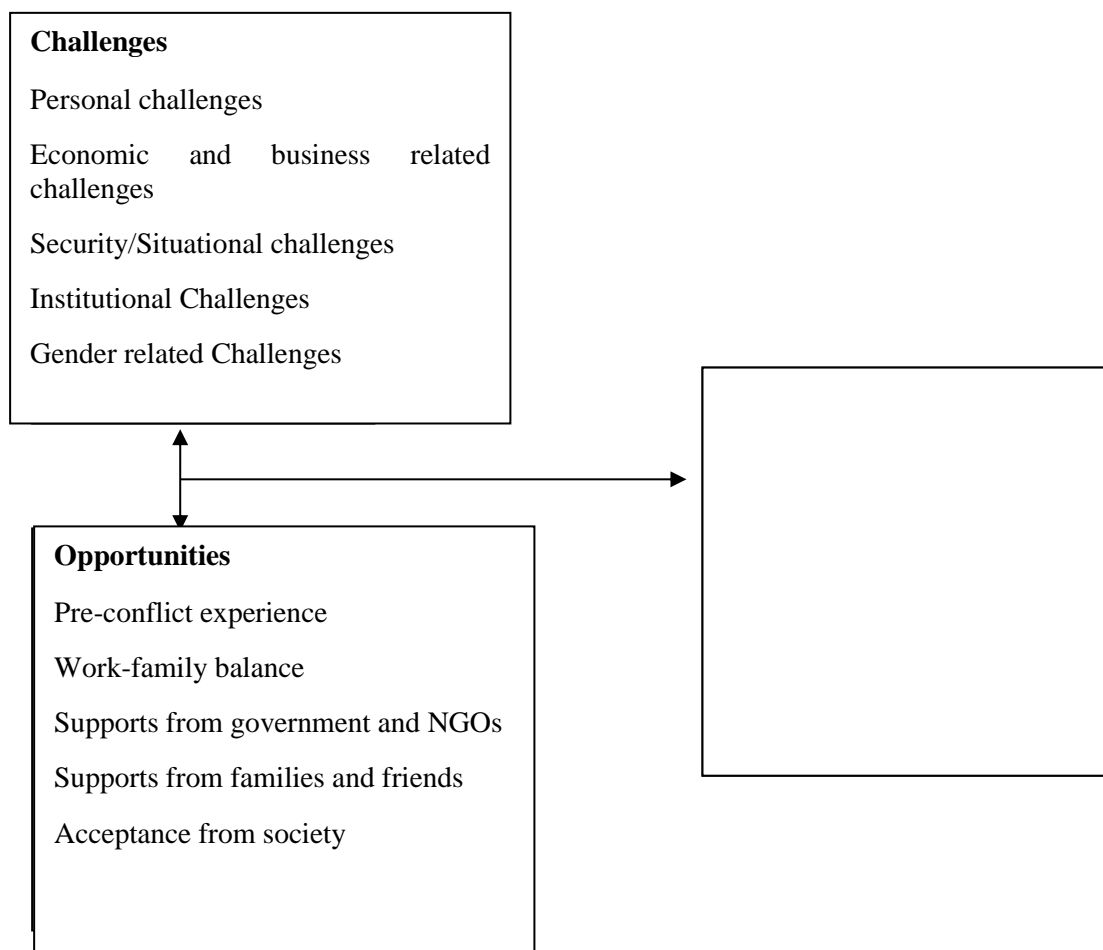 Challenges
Personal challenges
Economic and business related
challenges
Security/Situational challenges
Institutional Challenges
Gender related Challenges
Opportunities
Pre-conflict experience
Work-family balance
Supports from government and NGOs
Supports from families and friends
Acceptance from society